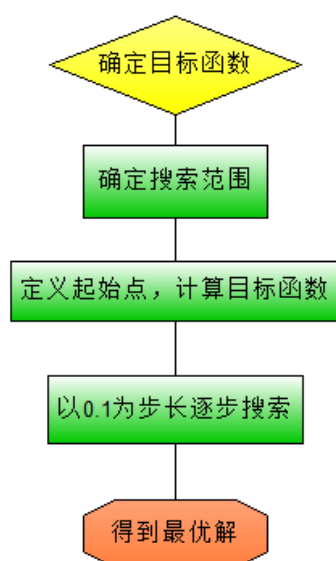 确定目标函数
确定搜索范围
定义起始点，计算目标函数
以0.1为步长逐步搜索
得到最优解